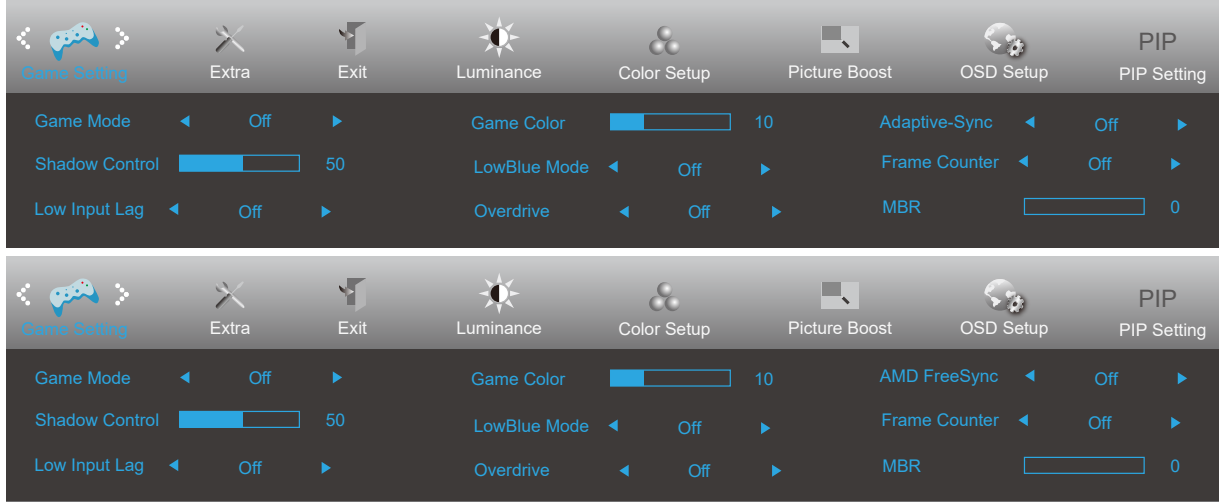 PIP
Game Setting Extra Exit Luminance Color Setup Picture Boost OSD Setup PIP Setting
Game Mode Off Game Color 10 Adaptive-Sync Off
Shadow Control 50 LowBlue Mode Off Frame Counter Off
Low Input Lag Off Overdrive Off MBR 0
PIP
Game Setting Extra Exit Luminance Color Setup Picture Boost OSD Setup PIP Setting
Game Mode Off Game Color 10 AMD FreeSync Off
Shadow Control 50 LowBlue Mode Off Frame Counter Off
Low Input Lag Off Overdrive Off MBR 0